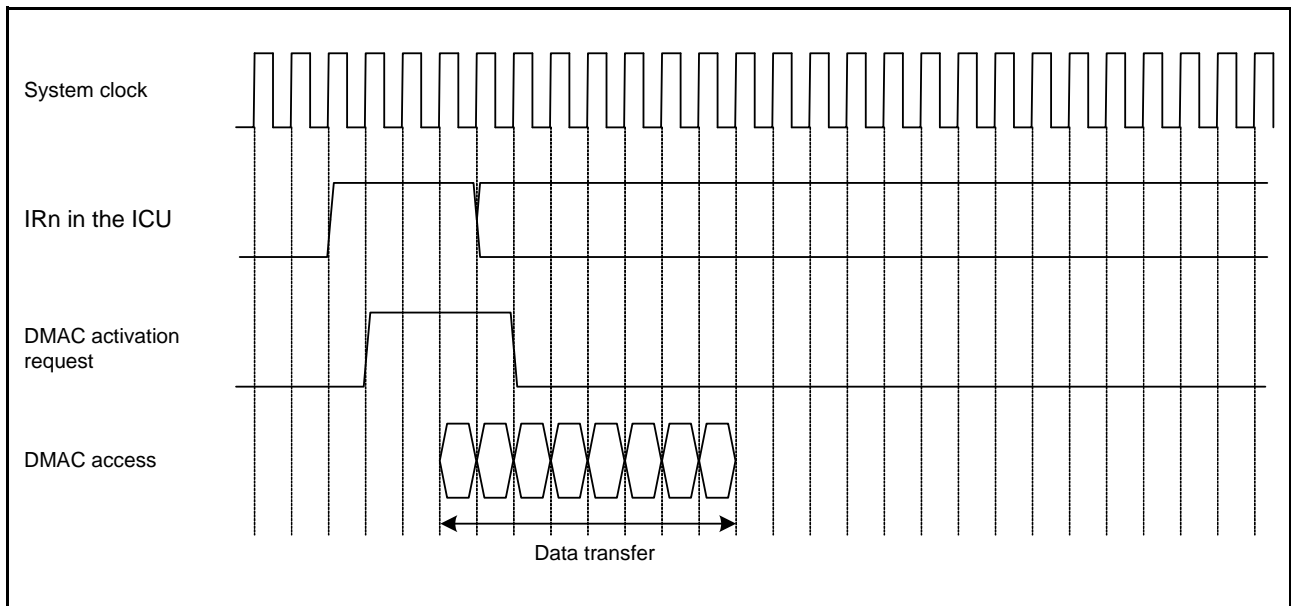 System clock
IRn in the ICU
DMAC activation
request
DMAC access
Data transfer